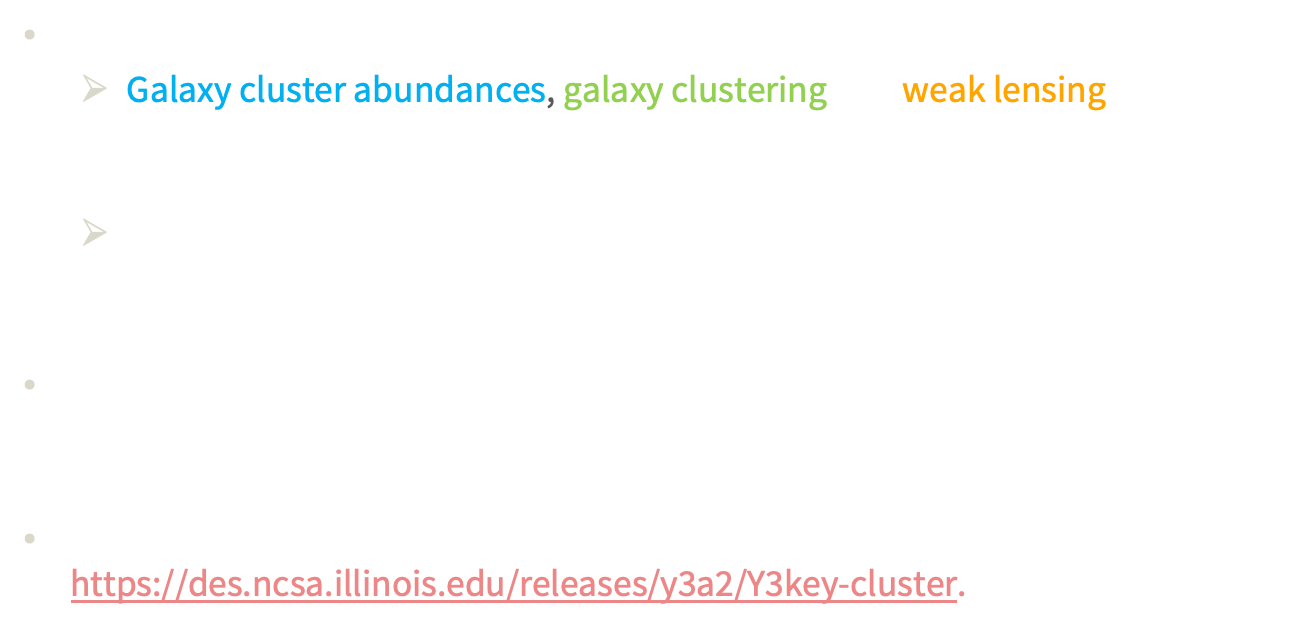 Galaxy cluster abundances, galaxy clustering weak lensing
https://des.ncsa.illinois.edu/releases/y3a2/Y3key-cluster.